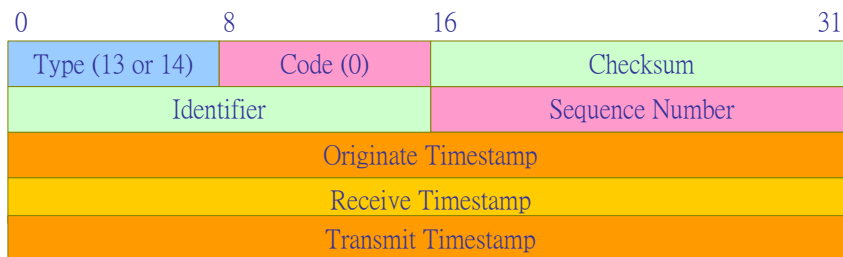 0 8 16 31
Type (13 or 14) Code (0) Checksum
Identifier Sequence Number
Originate Timestamp
Receive Timestamp
Transmit Timestamp